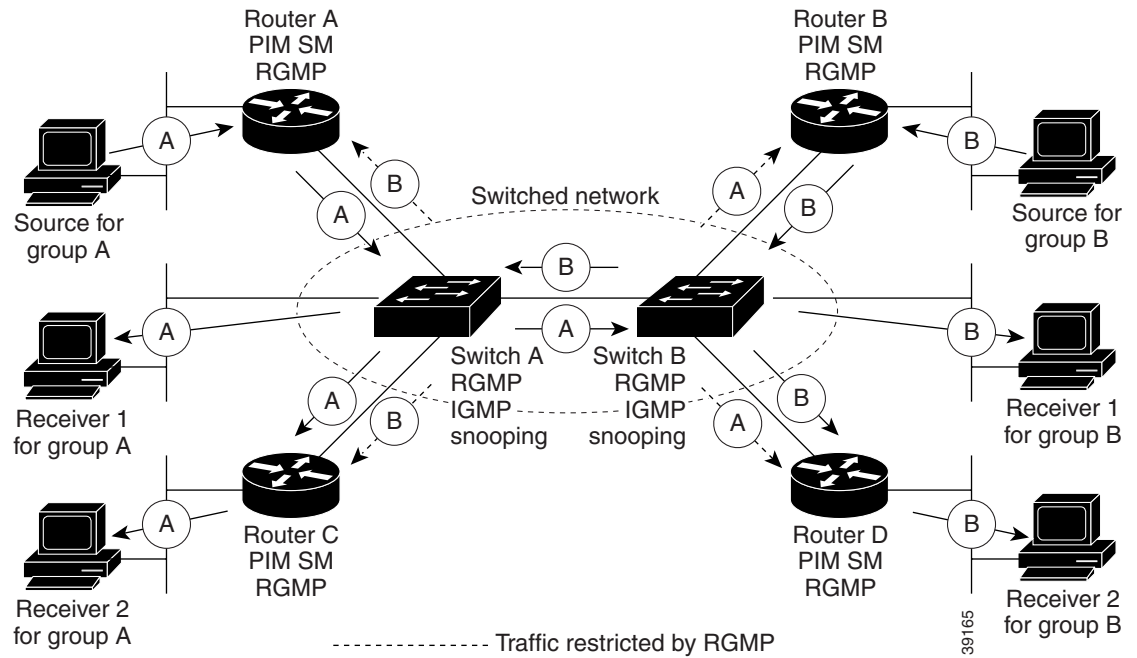 Router A
PIM SM
RGMP
Router B
PIM SM
RGMP
A
B
A
B
Source for
group A
A
B
Switched network
A
B
Source for
group B
B
A
A
B
Receiver 1
for group A
Switch A
RGMP
IGMP
snooping
Switch B
RGMP
IGMP
snooping
Receiver 1
for group B
A
B
A
B
A
B
Router C
PIM SM
RGMP
Router D
PIM SM
RGMP
Receiver 2
for group A
Receiver 2
for group B
Traffic restricted by RGMP
39165